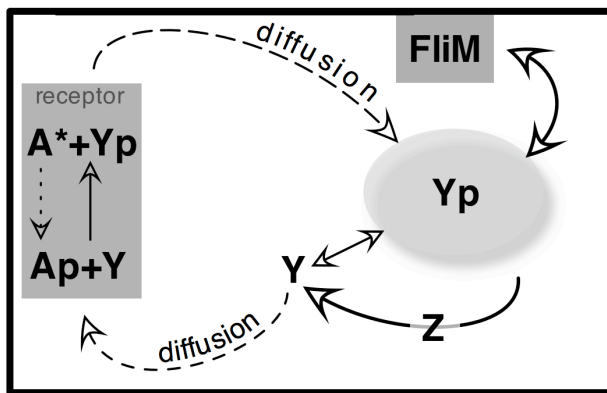 diffusion
FliM
receptor
A*+Yp
Yp
Ap+Y
Y
Z
diffusion